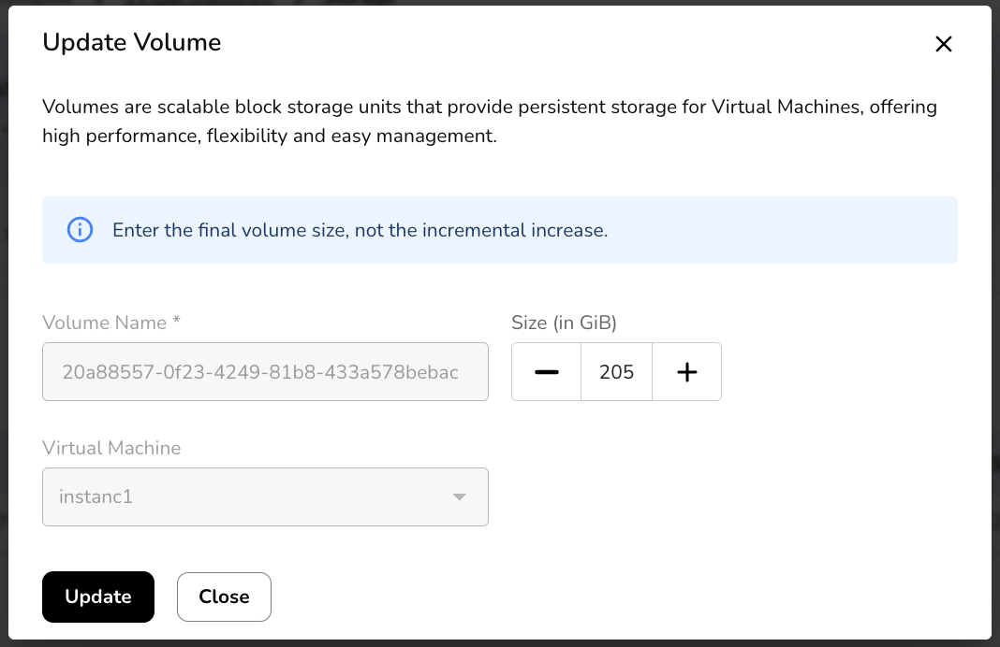 Update Volume
Volumes are scalable block storage units that provide persistent storage for Virtual Machines, offering
high performance, flexibility and easy management.
Enter the final volume size, not the incremental increase.
Volume Name *
Size (in GiB)
20a88557-0f23-4249-81b8-433a578bebac
205
Virtual Machine
instanc1
Update
Close